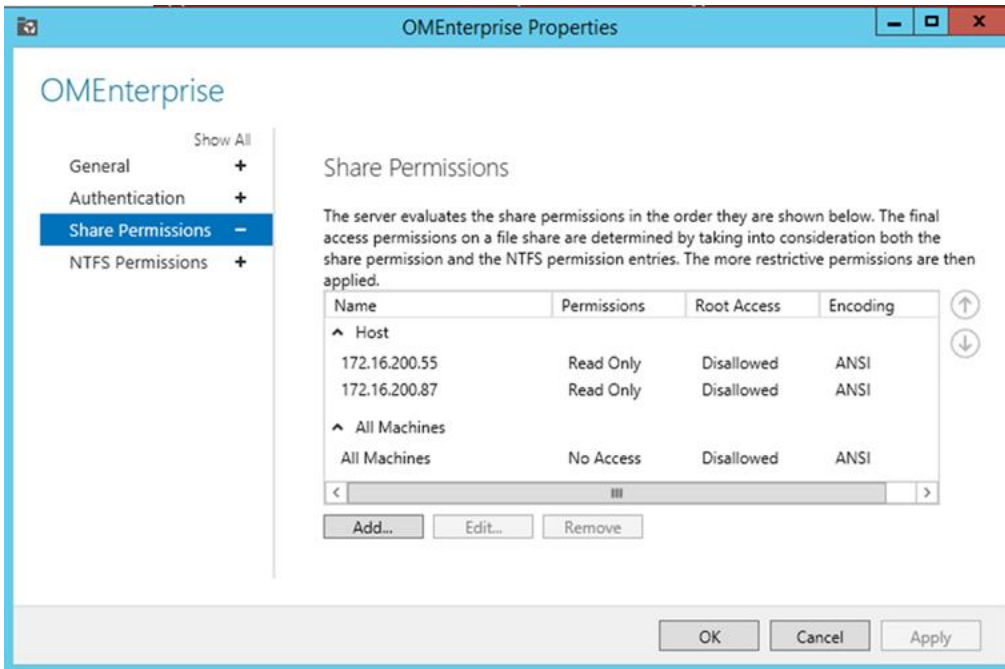 OMEnterprise Properties
OMEnterprise
Show All
General
Authentication
Share Permissions
NTFS Permissions
Share Permissions
The server evaluates the share permissions in the order they are shown below. The final
access permissions on a file share are determined by taking into consideration both the
share permission and the NTFS permission entries. The more restrictive permissions are then
applied.
Name Permissions Root Access Encoding
Host
172.16.200.55 Read Only Disallowed ANSI
172.16.200.87 Read Only Disallowed ANSI
All Machines
All Machines No Access Disallowed ANSI
Add... Edit... Remove
OK Cancel Apply